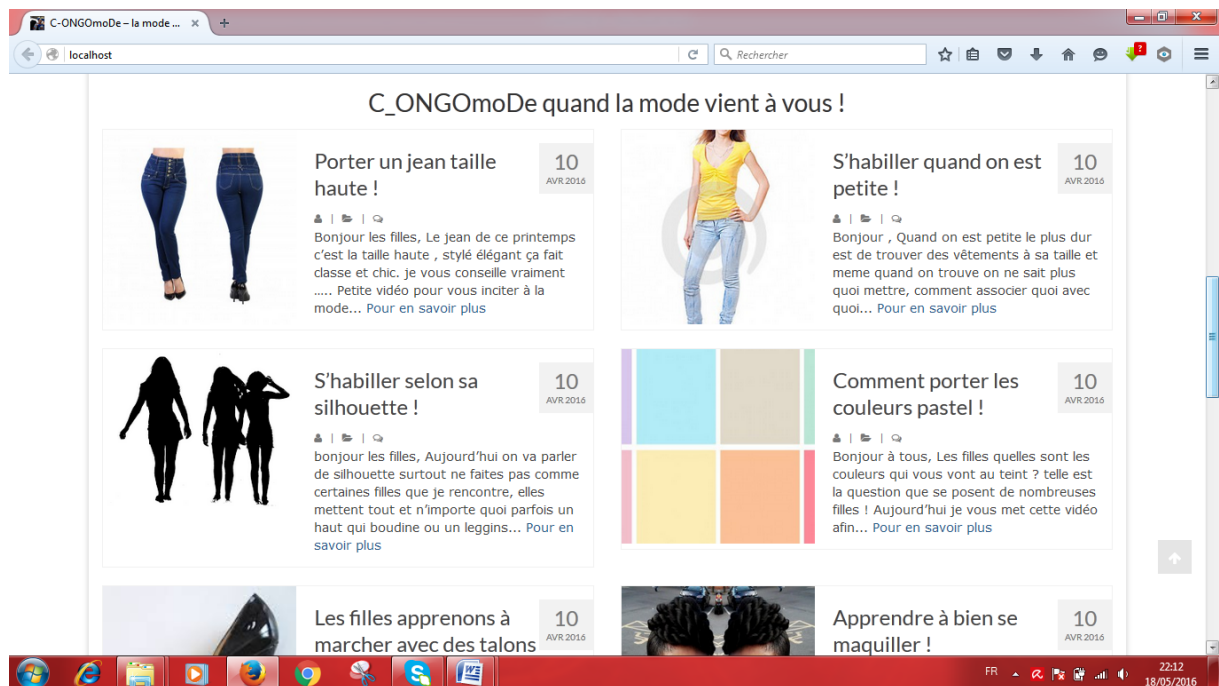 C-ONGOmoDe – la mode ...
localhost
Rechercher
C_ONGOmoDe quand la mode vient à vous !
Porter un jean taille
haute !
10
AVR 2016
Bonjour les filles, Le jean de ce printemps
c'est la taille haute , stylé élégant ça fait
classe et chic. je vous conseille vraiment
..... Petite vidéo pour vous inciter à la
mode... Pour en savoir plus
S'habiller quand on est
petite !
10
AVR 2016
Bonjour , Quand on est petite le plus dur
est de trouver des vêtements à sa taille et
meme quand on trouve on ne sait plus
quoi mettre, comment associer quoi avec
quoi... Pour en savoir plus
S'habiller selon sa
silhouette !
10
AVR 2016
bonjour les filles, Aujourd'hui on va parler
de silhouette surtout ne faites pas comme
certaines filles que je rencontre, elles
mettent tout et n'importe quoi parfois un
haut qui boudine ou un leggins... Pour en
savoir plus
Comment porter les
couleurs pastel !
10
AVR 2016
Bonjour à tous, Les filles quelles sont les
couleurs qui vous vont au teint ? telle est
la question que se posent de nombreuses
filles ! Aujourd'hui je vous met cette vidéo
afin... Pour en savoir plus
Les filles apprenons à
marcher avec des talons
10
AVR 2016
Apprendre à bien se
maquiller !
10
AVR 2016
FR
22:12
18/05/2016